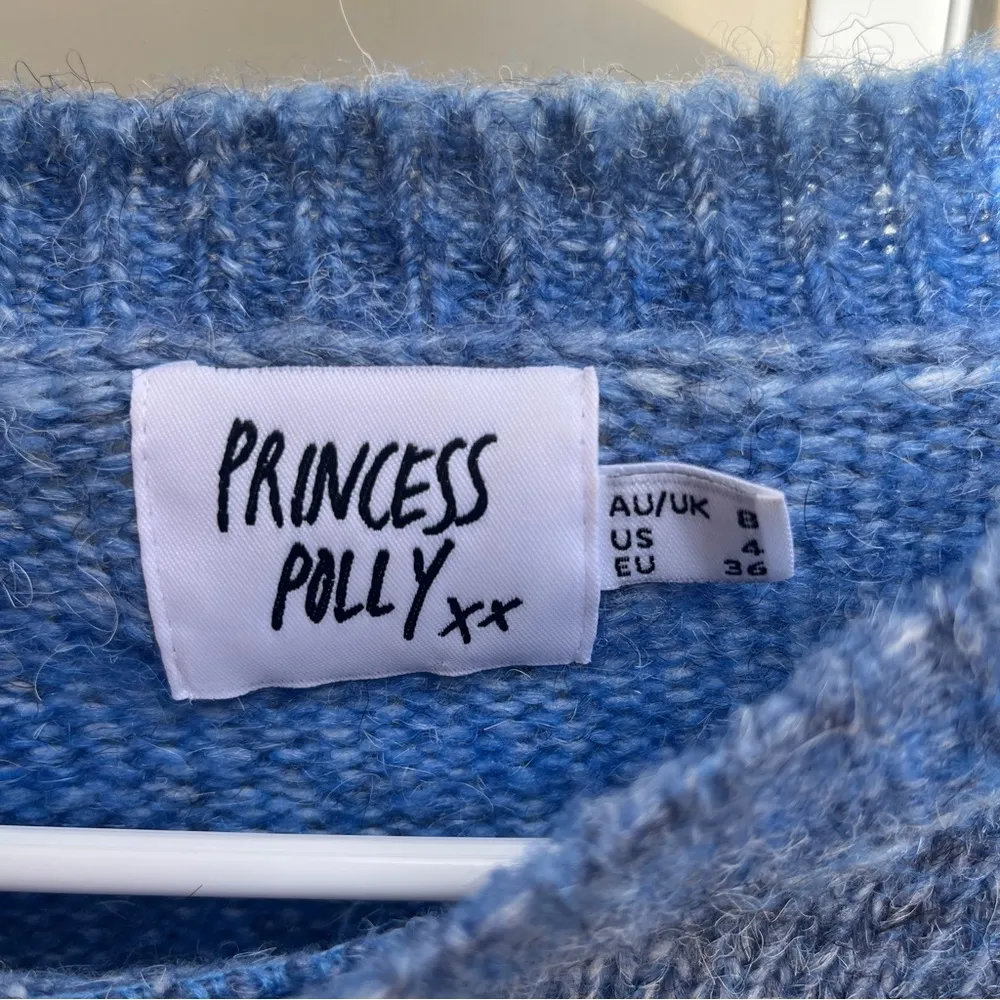 PRINCESS
POLLY xx
AU/UK 8
US 4
EU 36